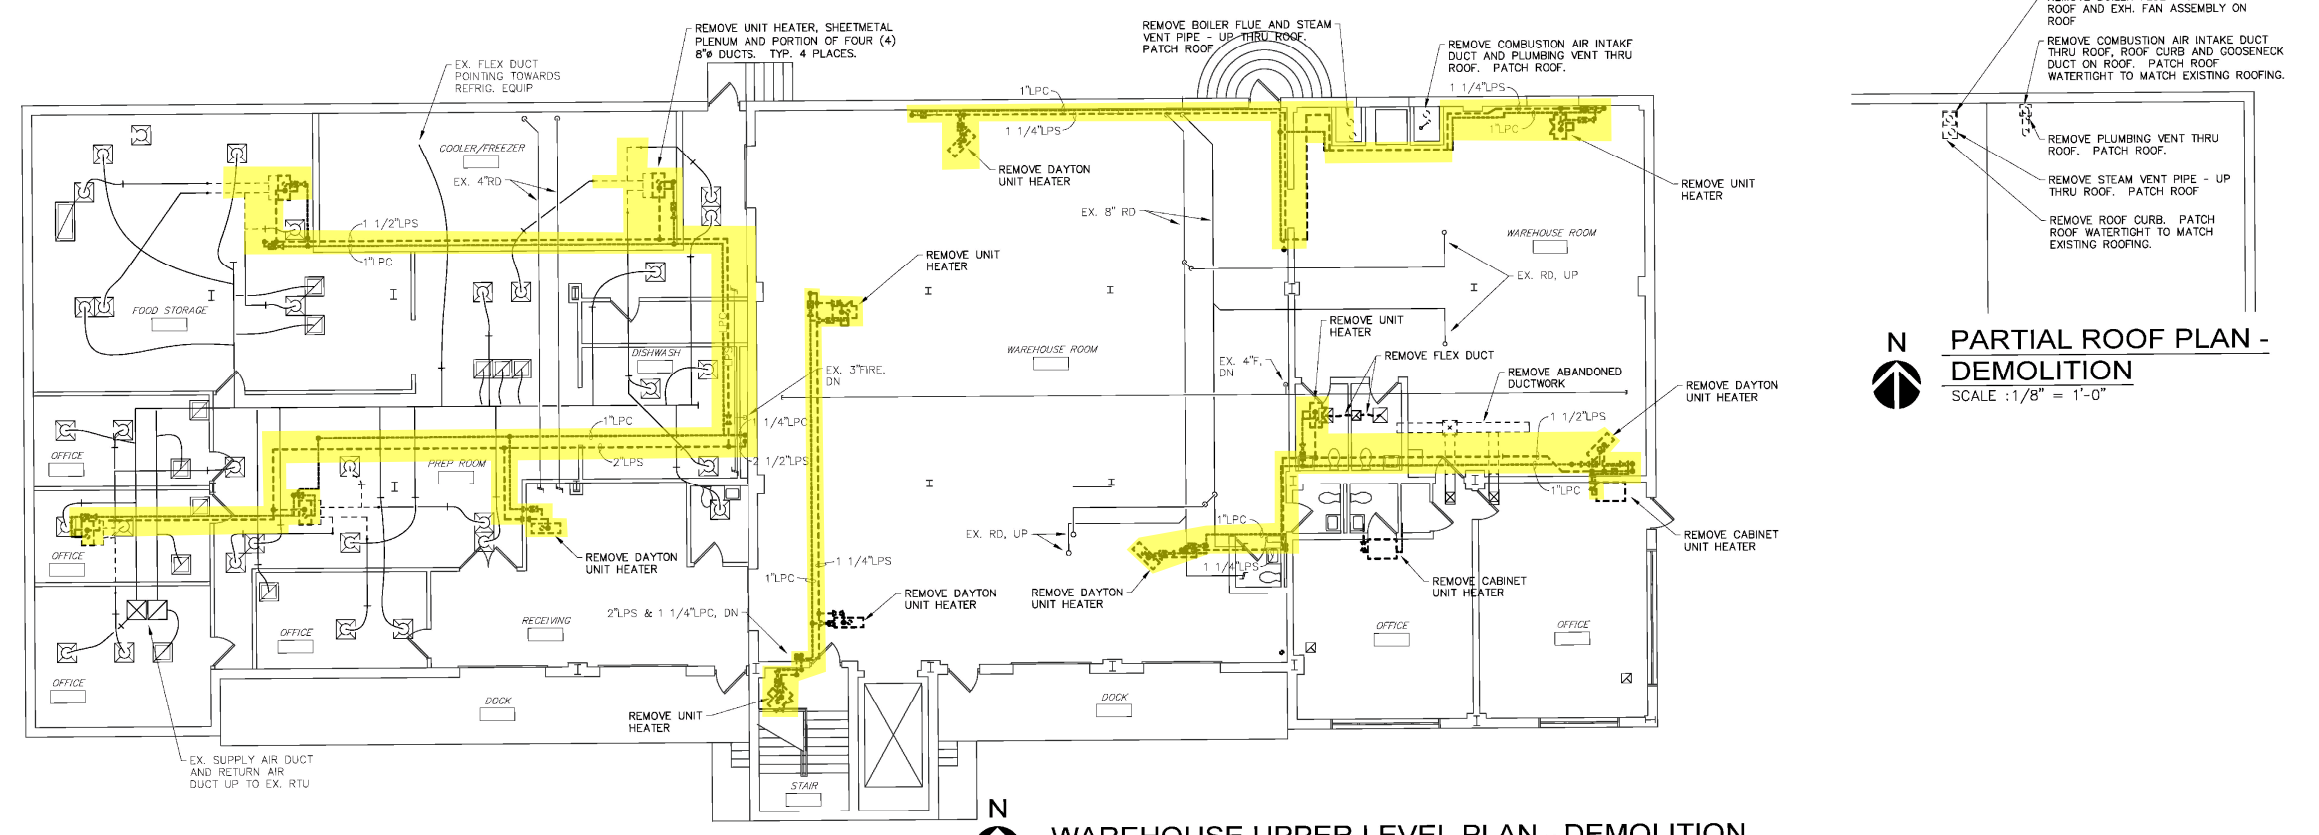 REMOVE UNIT HEATER, SHEETMETAL
PLENUM AND PORTION OF FOUR (4)
8"ø DUCTS. TYP. 4 PLACES.
REMOVE BOILER FLUE AND STEAM
VENT PIPE - UP THRU ROOF.
PATCH ROOF.
REMOVE COMBUSTION AIR INTAKE
DUCT AND PLUMBING VENT THRU
ROOF. PATCH ROOF.
EX. FLEX DUCT
POINTING TOWARDS
REFRIG. EQUIP
1"LPC
1 1/4"LPS
1 1/4"LPS
1"LPC
COOLER/FREEZER
EX. 4"RD
REMOVE DAYTON
UNIT HEATER
REMOVE UNIT
HEATER
EX. 8" RD
1 1/2"LPS
1"LPC
WAREHOUSE ROOM
REMOVE UNIT
HEATER
EX. RD, UP
FOOD STORAGE
REMOVE UNIT
HEATER
DISHWASH
WAREHOUSE ROOM
EX. 4"F,
DN
REMOVE FLEX DUCT
EX. 3"FIRE.
DN
REMOVE ABANDONED
DUCTWORK
REMOVE DAYTON
UNIT HEATER
1"LPC
1 1/4"LPC
1 1/2"LPS
OFFICE
PREP ROOM
2"LPS
2 1/2"LPS
1"LPC
EX. RD, UP
1"LPC
OFFICE
REMOVE DAYTON
UNIT HEATER
1 1/4"LPS
1"LPC
1 1/4"LPS
REMOVE CABINET
UNIT HEATER
REMOVE DAYTON
UNIT HEATER
REMOVE DAYTON
UNIT HEATER
REMOVE CABINET
UNIT HEATER
2"LPS & 1 1/4"LPC, DN
OFFICE
RECEIVING
OFFICE
OFFICE
OFFICE
DOCK
DOCK
REMOVE UNIT
HEATER
EX. SUPPLY AIR DUCT
AND RETURN AIR
DUCT UP TO EX. RTU
STAIR
N
WAREHOUSE UPPER LEVEL PLAN - DEMOLITION
ROOF AND EXH. FAN ASSEMBLY ON
ROOF
REMOVE COMBUSTION AIR INTAKE DUCT
THRU ROOF, ROOF CURB AND GOOSENECK
DUCT ON ROOF. PATCH ROOF
WATERTIGHT TO MATCH EXISTING ROOFING.
REMOVE PLUMBING VENT THRU
ROOF. PATCH ROOF.
REMOVE STEAM VENT PIPE - UP
THRU ROOF. PATCH ROOF
REMOVE ROOF CURB. PATCH
ROOF WATERTIGHT TO MATCH
EXISTING ROOFING.
N
PARTIAL ROOF PLAN -
DEMOLITION
SCALE :1/8" = 1'-0"